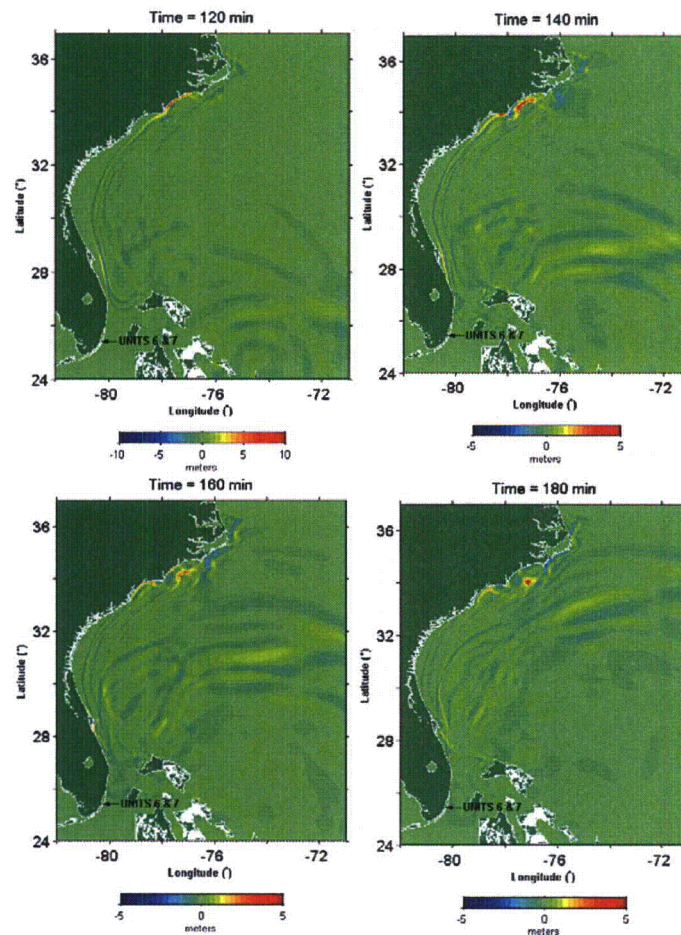 Time = 120 min
36
32
28
24
Latitude (°)
UNITS 6 & 7
-80
-76
-72
Longitude (°)
-10
-5
0
5
10
meters
Time = 140 min
36
32
28
24
Latitude (°)
UNITS 6 & 7
-80
-76
-72
Longitude (°)
-5
0
5
meters
Time = 160 min
36
32
28
24
Latitude (°)
UNITS 6 & 7
-80
-76
-72
Longitude (°)
-5
0
5
meters
Time = 180 min
36
32
28
24
Latitude (°)
UNITS 6 & 7
-80
-76
-72
Longitude (°)
-5
0
5
meters